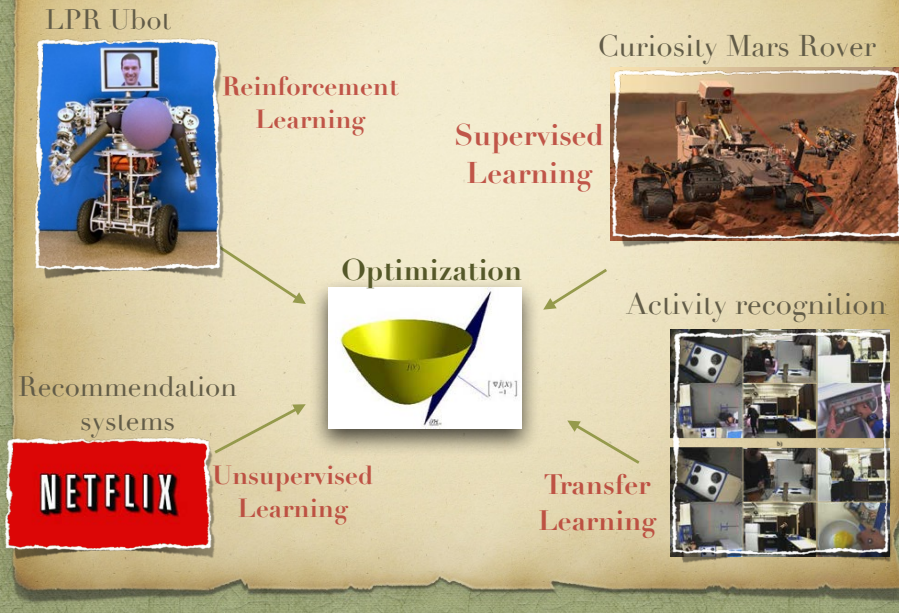 LPR Ubot
Curiosity Mars Rover
Reinforcement
Learning
Supervised
Learning
Optimization
Activity recognition
Recommendation
systems
NETFLIX
Unsupervised
Learning
Transfer
Learning